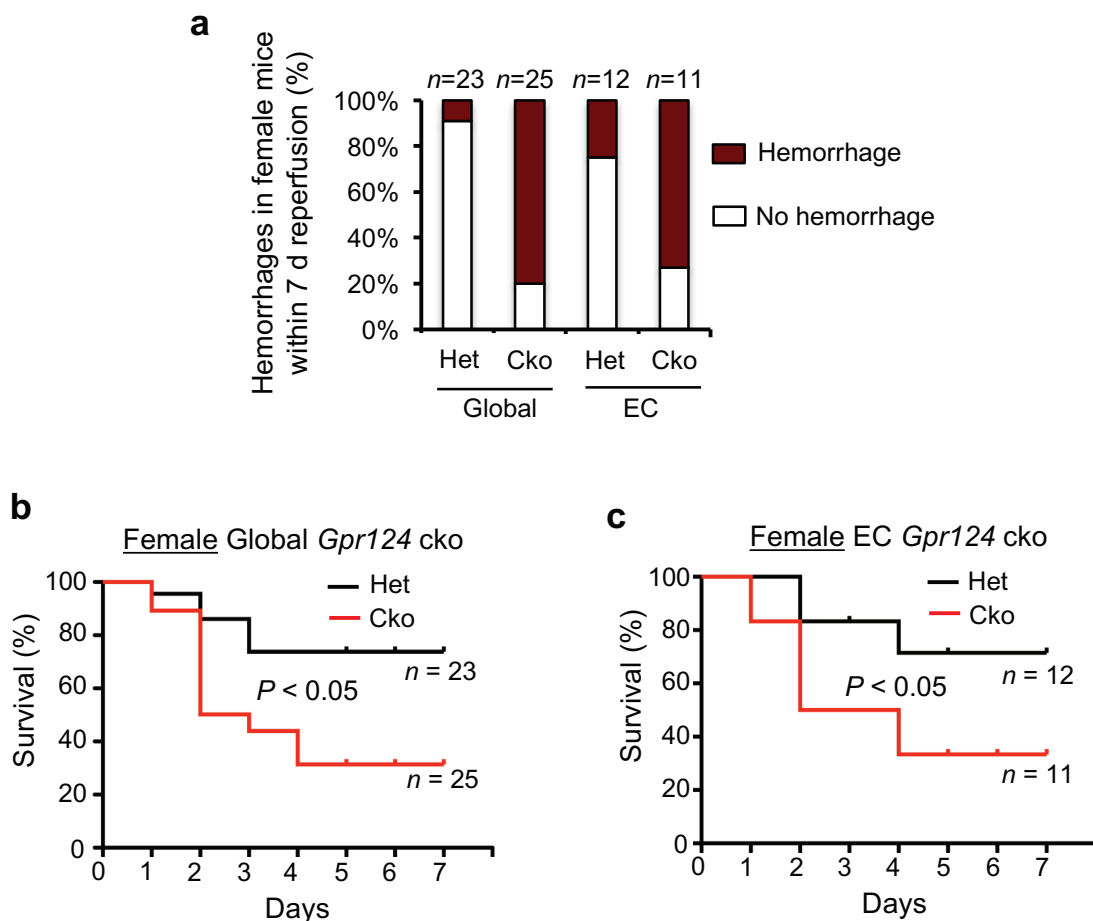 a
Hemorrhages in female mice
within 7 d reperfusion (%)
n=23 n=25 n=12 n=11
100%
80%
60%
40%
20%
0%
Hemorrhage
No hemorrhage
Het Cko Het Cko
Global EC
b
Female Global Gpr124 cko
Survival (%)
100
80
60
40
20
0
Het
Cko
n = 23
P < 0.05
n = 25
0 1 2 3 4 5 6 7
Days
c
Female EC Gpr124 cko
Survival (%)
100
80
60
40
20
0
Het
Cko
n = 12
P < 0.05
n = 11
0 1 2 3 4 5 6 7
Days